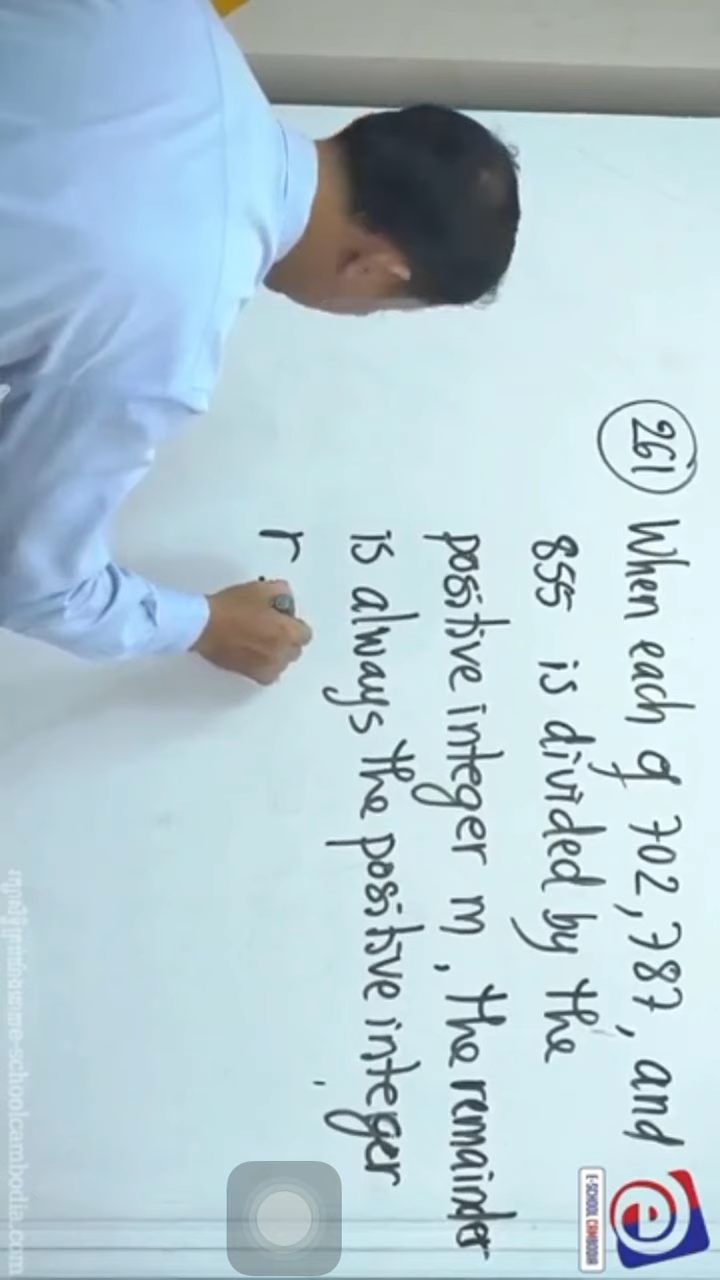 261 When each of 702, 787, and
855 is divided by the
positive integer m, the remainder
is always the positive integer
r
e
E-SCHOOL CAMBODIA